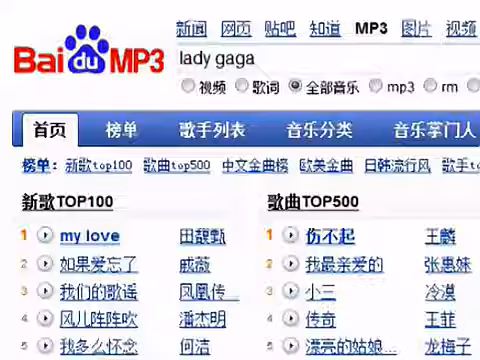 新闻 网页 贴吧 知道 MP3 图片 视频
Bai du MP3
lady gaga
视频 歌词 全部音乐 mp3 rm
首页 榜单 歌手列表 音乐分类 音乐掌门人
榜单: 新歌top100 歌曲top500 中文金曲榜 欧美金曲 日韩流行风 歌手to
新歌TOP100 歌曲TOP500
1 my love 田馥甄 1 伤不起 王麟
2 如果爱忘了 戚薇 2 我最亲爱的 张惠妹
3 我们的歌谣 凤凰传... 3 小三 冷漠
4 风儿阵阵吹 潘杰明 4 传奇 王菲
5 我多么怀念 何洁 5 漂亮的姑娘... 龙梅子